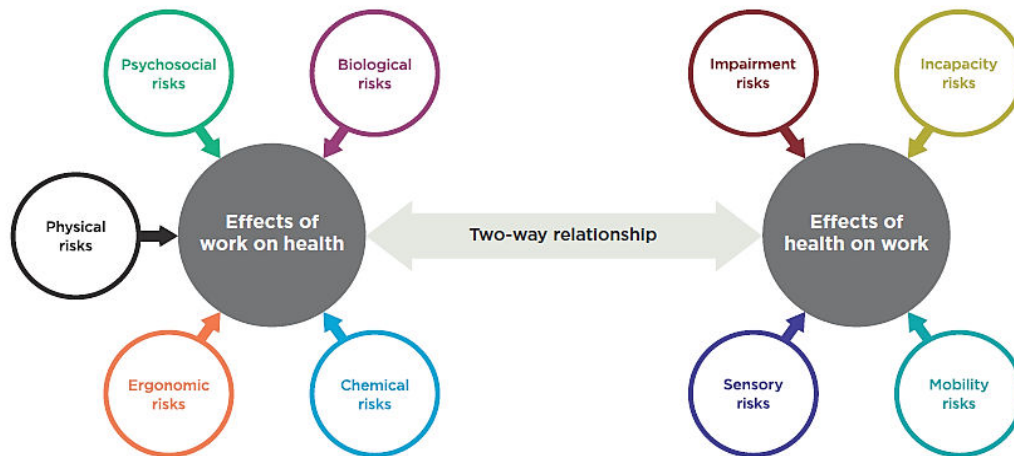 Psychosocial
risks
Biological
risks
Impairment
risks
Incapacity
risks
Physical
risks
Effects of
work on health
Two-way relationship
Effects of
health on work
Ergonomic
risks
Chemical
risks
Sensory
risks
Mobility
risks